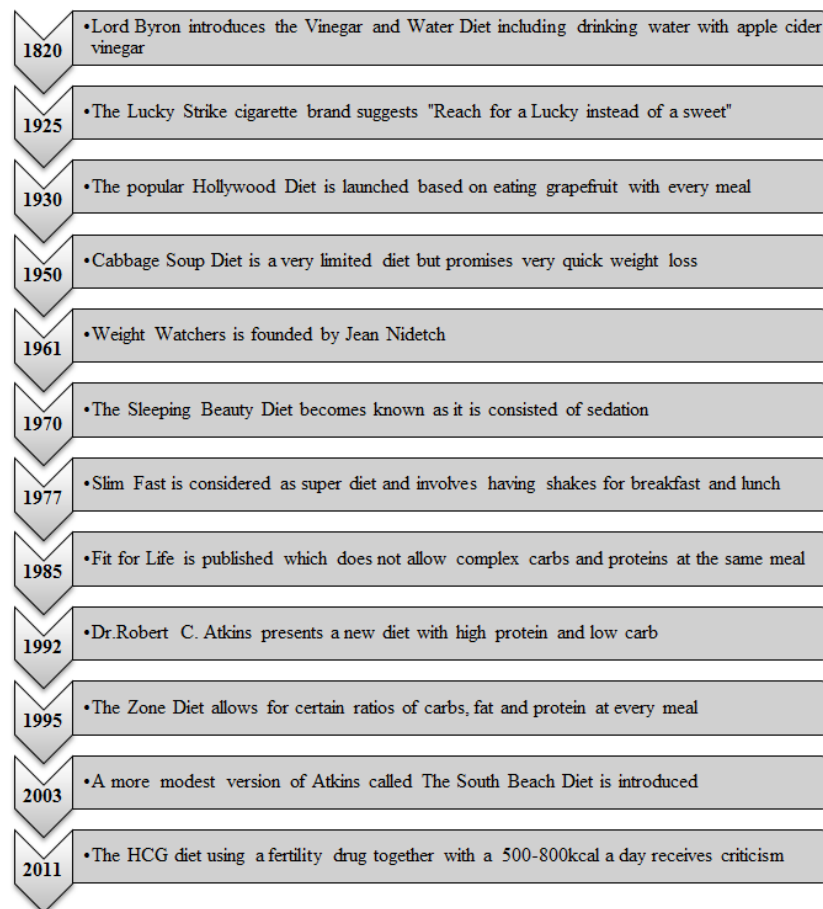 1820
•Lord Byron introduces the Vinegar and Water Diet including drinking water with apple cider
vinegar
1925
•The Lucky Strike cigarette brand suggests "Reach for a Lucky instead of a sweet"
1930
•The popular Hollywood Diet is launched based on eating grapefruit with every meal
1950
•Cabbage Soup Diet is a very limited diet but promises very quick weight loss
1961
•Weight Watchers is founded by Jean Nidetch
1970
•The Sleeping Beauty Diet becomes known as it is consisted of sedation
1977
•Slim Fast is considered as super diet and involves having shakes for breakfast and lunch
1985
•Fit for Life is published which does not allow complex carbs and proteins at the same meal
1992
•Dr.Robert C. Atkins presents a new diet with high protein and low carb
1995
•The Zone Diet allows for certain ratios of carbs, fat and protein at every meal
2003
•A more modest version of Atkins called The South Beach Diet is introduced
2011
•The HCG diet using a fertility drug together with a 500-800kcal a day receives criticism